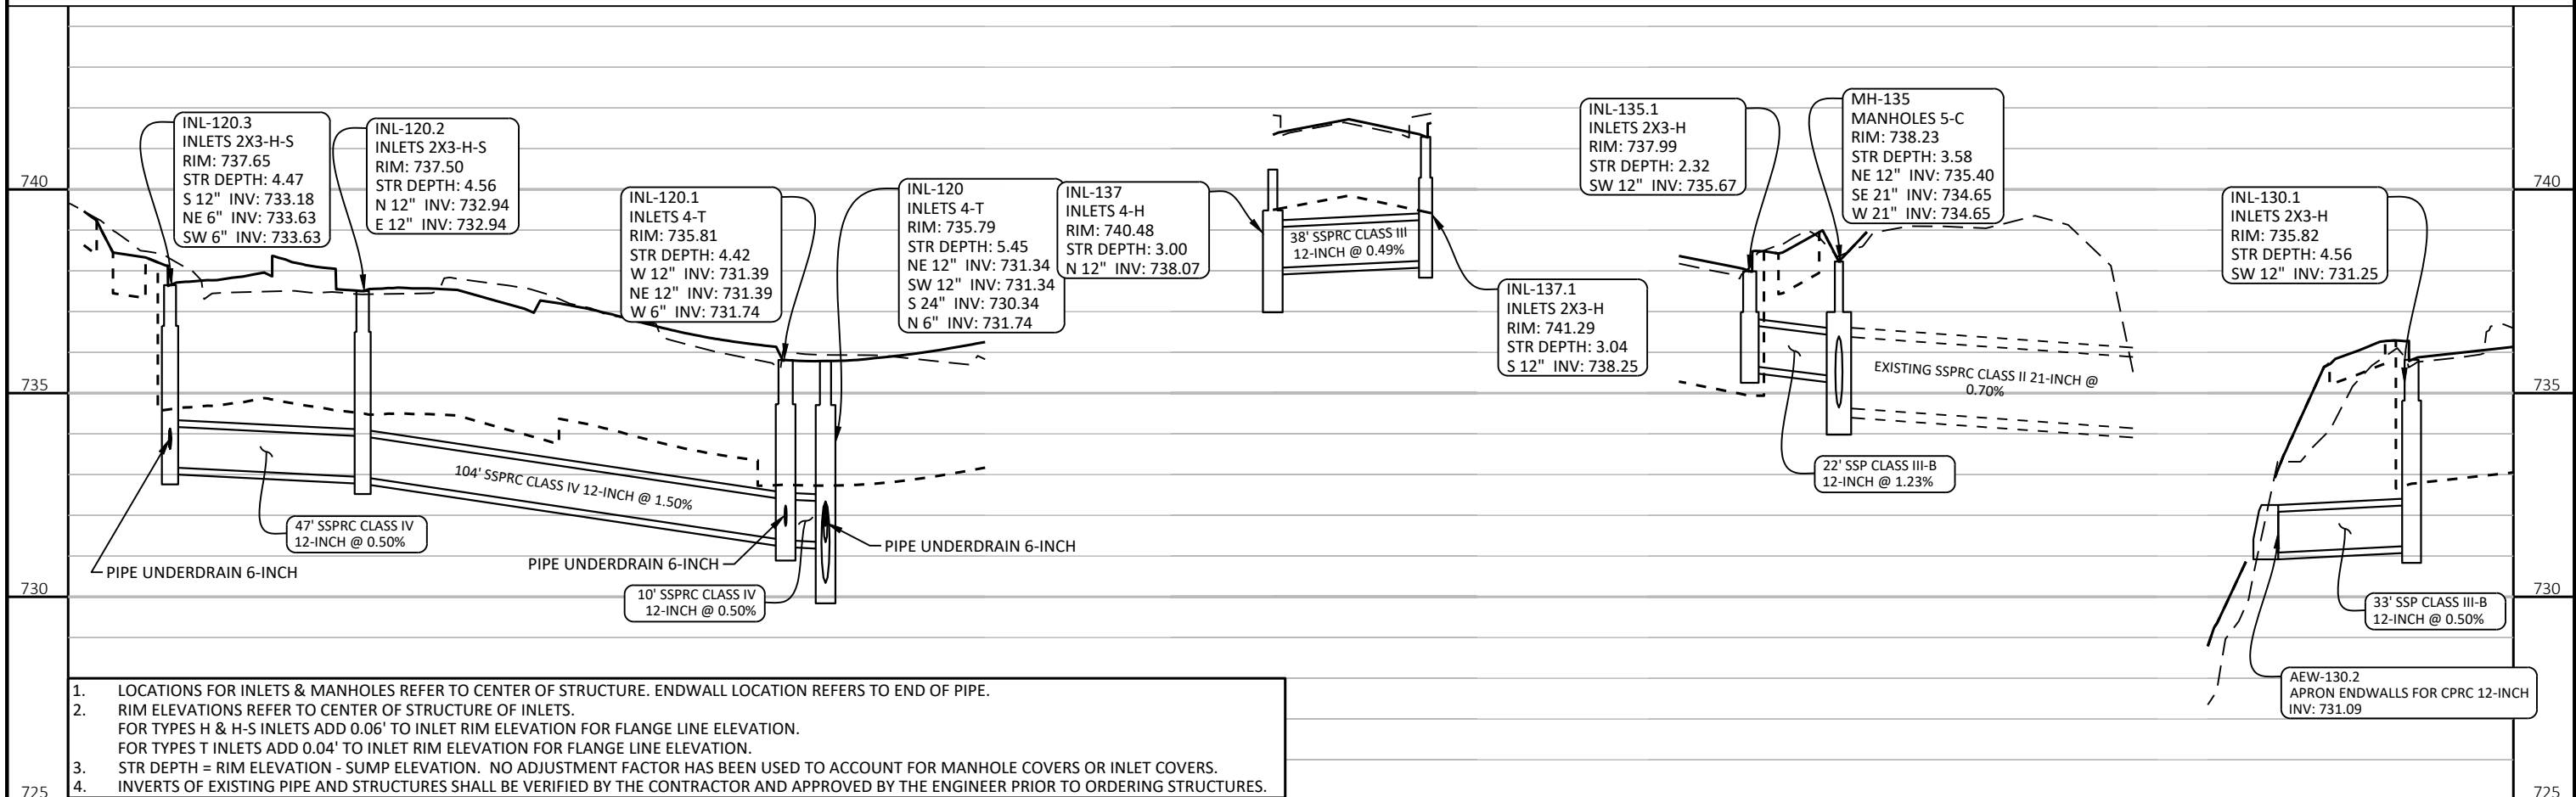 INL-120.3
INLETS 2X3-H-S
RIM: 737.65
STR DEPTH: 4.47
S 12" INV: 733.18
NE 6" INV: 733.63
SW 6" INV: 733.63
INL-120.2
INLETS 2X3-H-S
RIM: 737.50
STR DEPTH: 4.56
N 12" INV: 732.94
E 12" INV: 732.94
INL-120.1
INLETS 4-T
RIM: 735.81
STR DEPTH: 4.42
W 12" INV: 731.39
NE 12" INV: 731.39
W 6" INV: 731.74
INL-120
INLETS 4-T
RIM: 735.79
STR DEPTH: 5.45
NE 12" INV: 731.34
SW 12" INV: 731.34
S 24" INV: 730.34
N 6" INV: 731.74
INL-137
INLETS 4-H
RIM: 740.48
STR DEPTH: 3.00
N 12" INV: 738.07
38' SSPRC CLASS III
12-INCH @ 0.49%
INL-137.1
INLETS 2X3-H
RIM: 741.29
STR DEPTH: 3.04
S 12" INV: 738.25
INL-135.1
INLETS 2X3-H
RIM: 737.99
STR DEPTH: 2.32
SW 12" INV: 735.67
MH-135
MANHOLES 5-C
RIM: 738.23
STR DEPTH: 3.58
NE 12" INV: 735.40
SE 21" INV: 734.65
W 21" INV: 734.65
INL-130.1
INLETS 2X3-H
RIM: 735.82
STR DEPTH: 4.56
SW 12" INV: 731.25
740
740
735
735
730
730
725
725
EXISTING SSPRC CLASS II 21-INCH @
0.70%
22' SSP CLASS III-B
12-INCH @ 1.23%
104' SSPRC CLASS IV 12-INCH @ 1.50%
47' SSPRC CLASS IV
12-INCH @ 0.50%
PIPE UNDERDRAIN 6-INCH
PIPE UNDERDRAIN 6-INCH
PIPE UNDERDRAIN 6-INCH
10' SSPRC CLASS IV
12-INCH @ 0.50%
33' SSP CLASS III-B
12-INCH @ 0.50%
AEW-130.2
APRON ENDWALLS FOR CPRC 12-INCH
INV: 731.09
1. LOCATIONS FOR INLETS & MANHOLES REFER TO CENTER OF STRUCTURE. ENDWALL LOCATION REFERS TO END OF PIPE.
2. RIM ELEVATIONS REFER TO CENTER OF STRUCTURE OF INLETS.
FOR TYPES H & H-S INLETS ADD 0.06' TO INLET RIM ELEVATION FOR FLANGE LINE ELEVATION.
FOR TYPES T INLETS ADD 0.04' TO INLET RIM ELEVATION FOR FLANGE LINE ELEVATION.
3. STR DEPTH = RIM ELEVATION - SUMP ELEVATION. NO ADJUSTMENT FACTOR HAS BEEN USED TO ACCOUNT FOR MANHOLE COVERS OR INLET COVERS.
4. INVERTS OF EXISTING PIPE AND STRUCTURES SHALL BE VERIFIED BY THE CONTRACTOR AND APPROVED BY THE ENGINEER PRIOR TO ORDERING STRUCTURES.